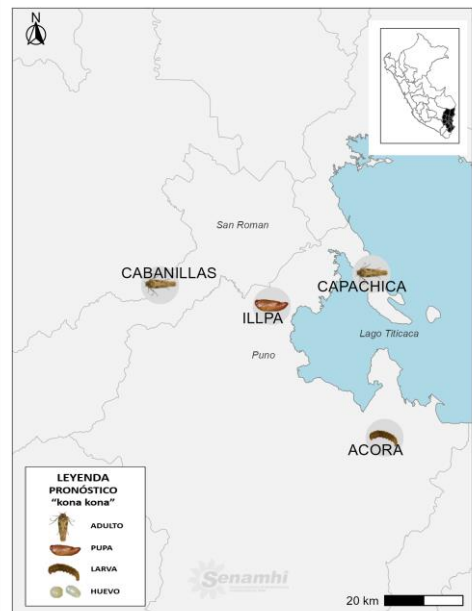 N
San Roman
CABANILLAS
CAPACHICA
ILLPA
Lago Titicaca
Puno
ACORA
LEYENDA
PRONÓSTICO
"kona kona"
ADULTO
PUPA
LARVA
HUEVO
Senamhi
20 km